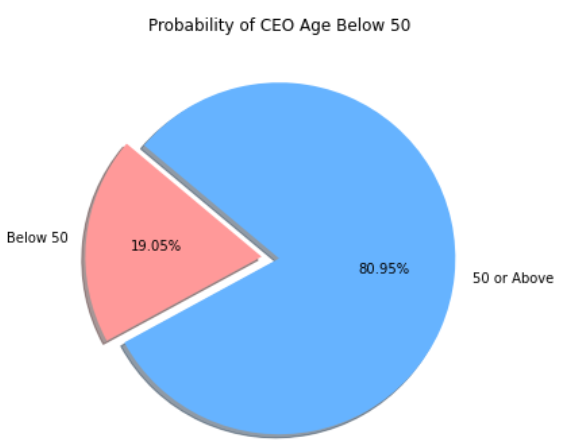 Probability of CEO Age Below 50
Below 50
19.05%
80.95%
50 or Above